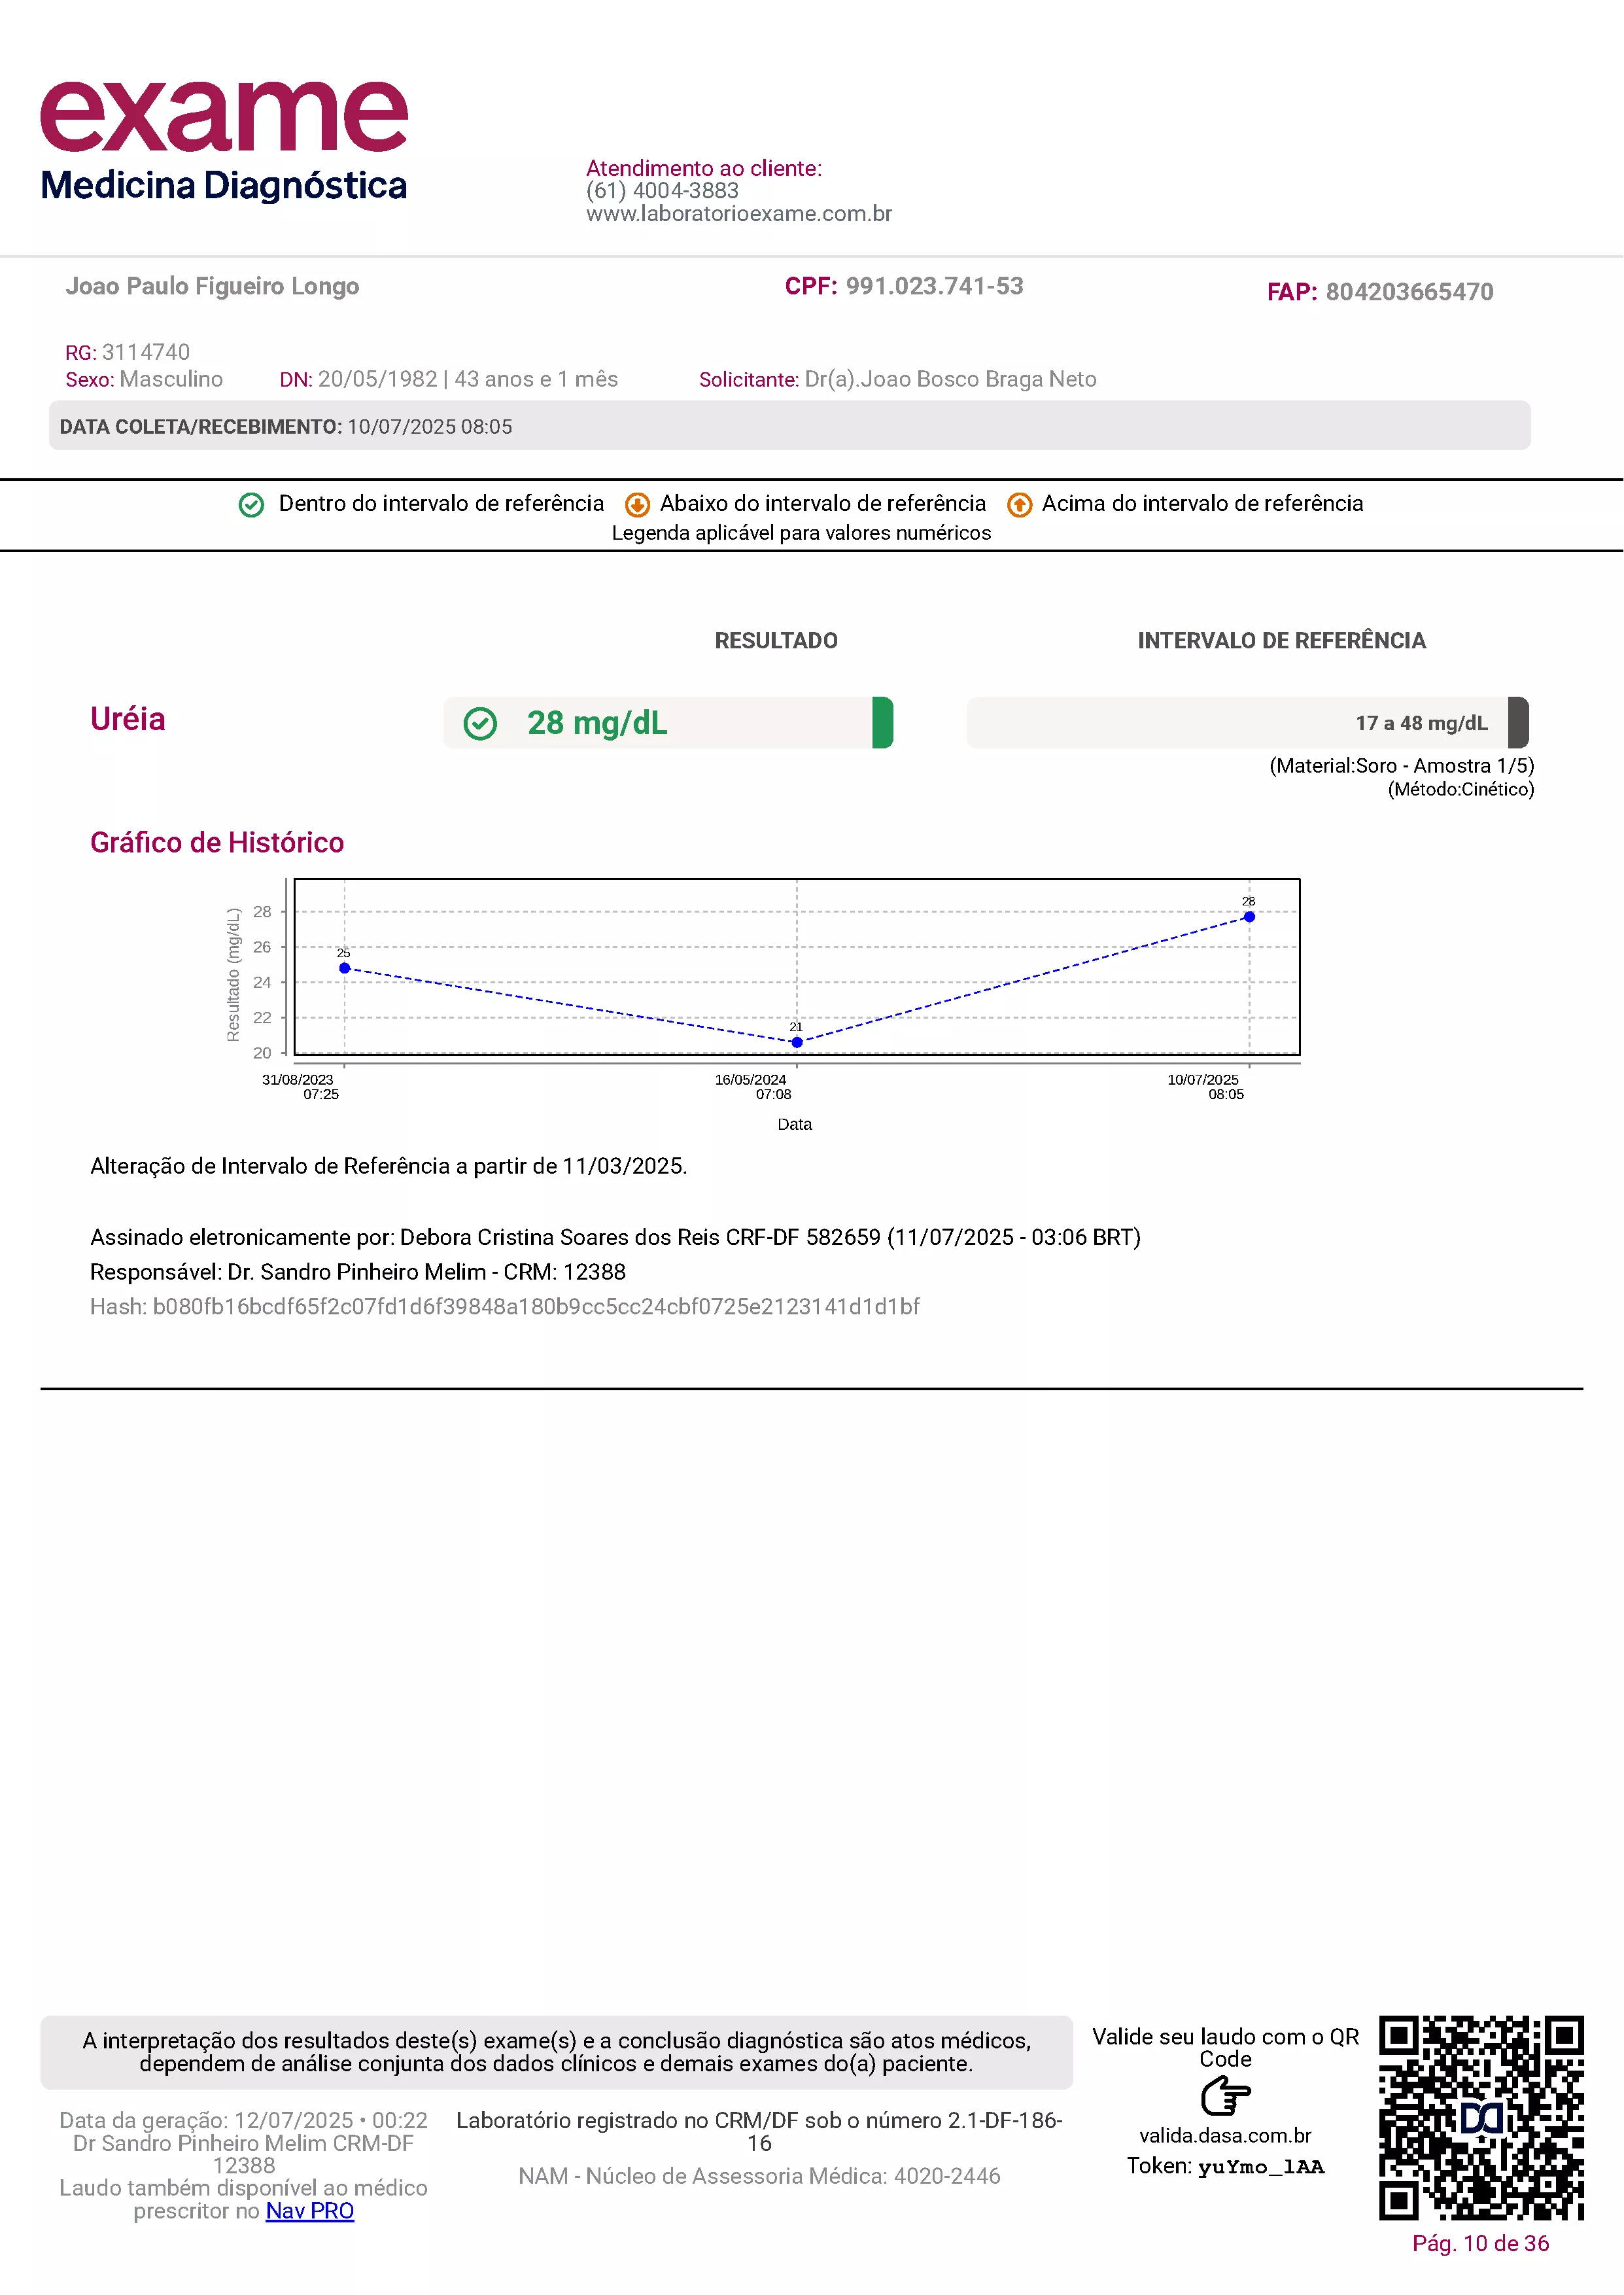 exame
Medicina Diagnóstica
Atendimento ao cliente:
(61) 4004-3883
www.laboratorioexame.com.br
Joao Paulo Figueiro Longo
CPF: 991.023.741-53
FAP: 804203665470
RG: 3114740
Sexo: Masculino DN: 20/05/1982 | 43 anos e 1 mês Solicitante: Dr(a).Joao Bosco Braga Neto
DATA COLETA/RECEBIMENTO: 10/07/2025 08:05
Dentro do intervalo de referência Abaixo do intervalo de referência Acima do intervalo de referência
Legenda aplicável para valores numéricos
RESULTADO INTERVALO DE REFERÊNCIA
Uréia 28 mg/dL 17 a 48 mg/dL
(Material:Soro - Amostra 1/5)
(Método:Cinético)
Gráfico de Histórico
Resultado (mg/dL)
28
26
24
22
20
25
21
28
31/08/2023
07:25
16/05/2024
07:08
10/07/2025
08:05
Data
Alteração de Intervalo de Referência a partir de 11/03/2025.
Assinado eletronicamente por: Debora Cristina Soares dos Reis CRF-DF 582659 (11/07/2025 - 03:06 BRT)
Responsável: Dr. Sandro Pinheiro Melim - CRM: 12388
Hash: b080fb16bcdf65f2c07fd1d6f39848a180b9cc5cc24cbf0725e2123141d1d1bf
A interpretação dos resultados deste(s) exame(s) e a conclusão diagnóstica são atos médicos,
dependem de análise conjunta dos dados clínicos e demais exames do(a) paciente.
Data da geração: 12/07/2025 • 00:22
Dr Sandro Pinheiro Melim CRM-DF
12388
Laudo também disponível ao médico
prescritor no Nav PRO
Laboratório registrado no CRM/DF sob o número 2.1-DF-186-
16
NAM - Núcleo de Assessoria Médica: 4020-2446
Valide seu laudo com o QR
Code
valida.dasa.com.br
Token: yuYmo_lAA
Pág. 10 de 36